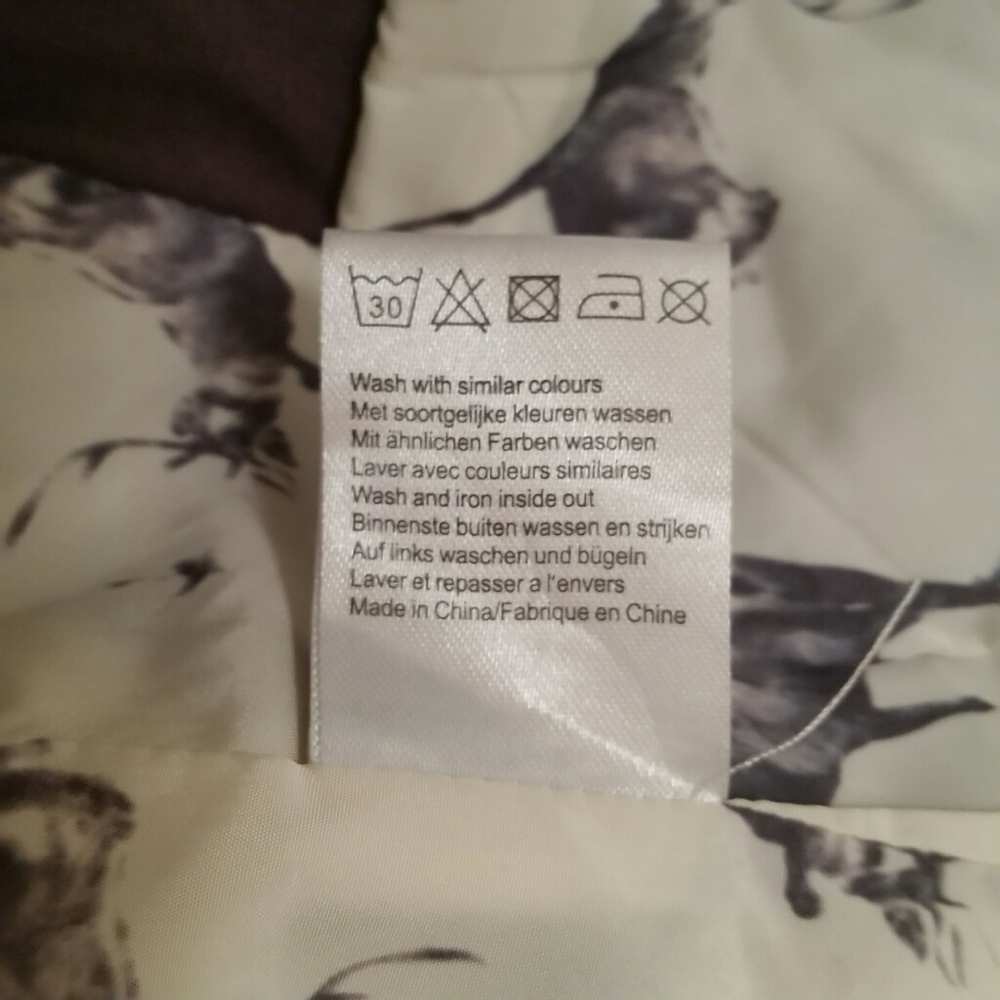 30
Wash with similar colours
Met soortgelijke kleuren wassen
Mit ähnlichen Farben waschen
Laver avec couleurs similaires
Wash and iron inside out
Binnenste buiten wassen en strijken
Auf links waschen und bügeln
Laver et repasser a l'envers
Made in China/Fabrique en Chine